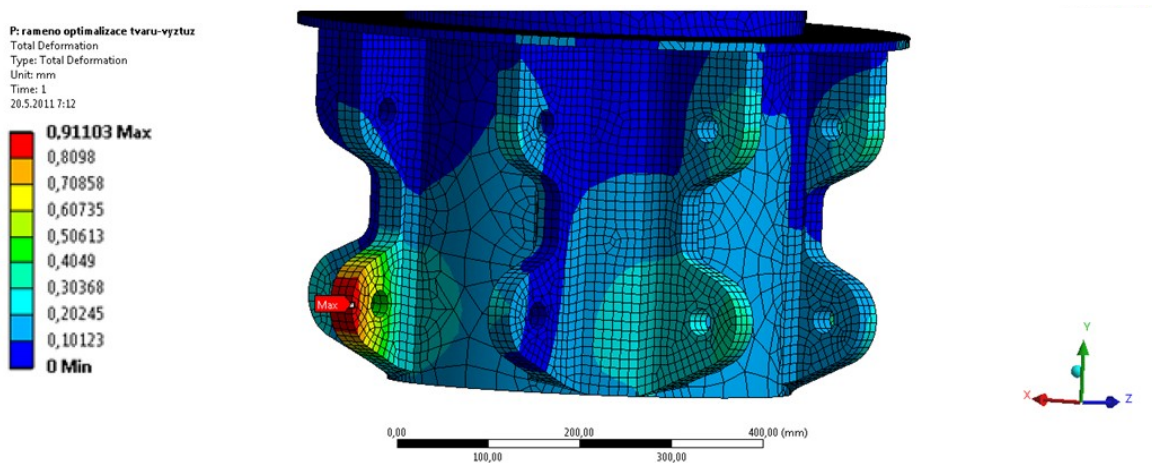 P: rameno optimalizace tvaru-vyztuz
Total Deformation
Type: Total Deformation
Unit: mm
Time: 1
20.5.2011 7:12
0,91103 Max
0,8098
0,70858
0,60735
0,50613
0,4049
0,30368
0,20245
0,10123
0 Min
Max
Y
X
Z
0,00 200,00 400,00 (mm)
100,00 300,00